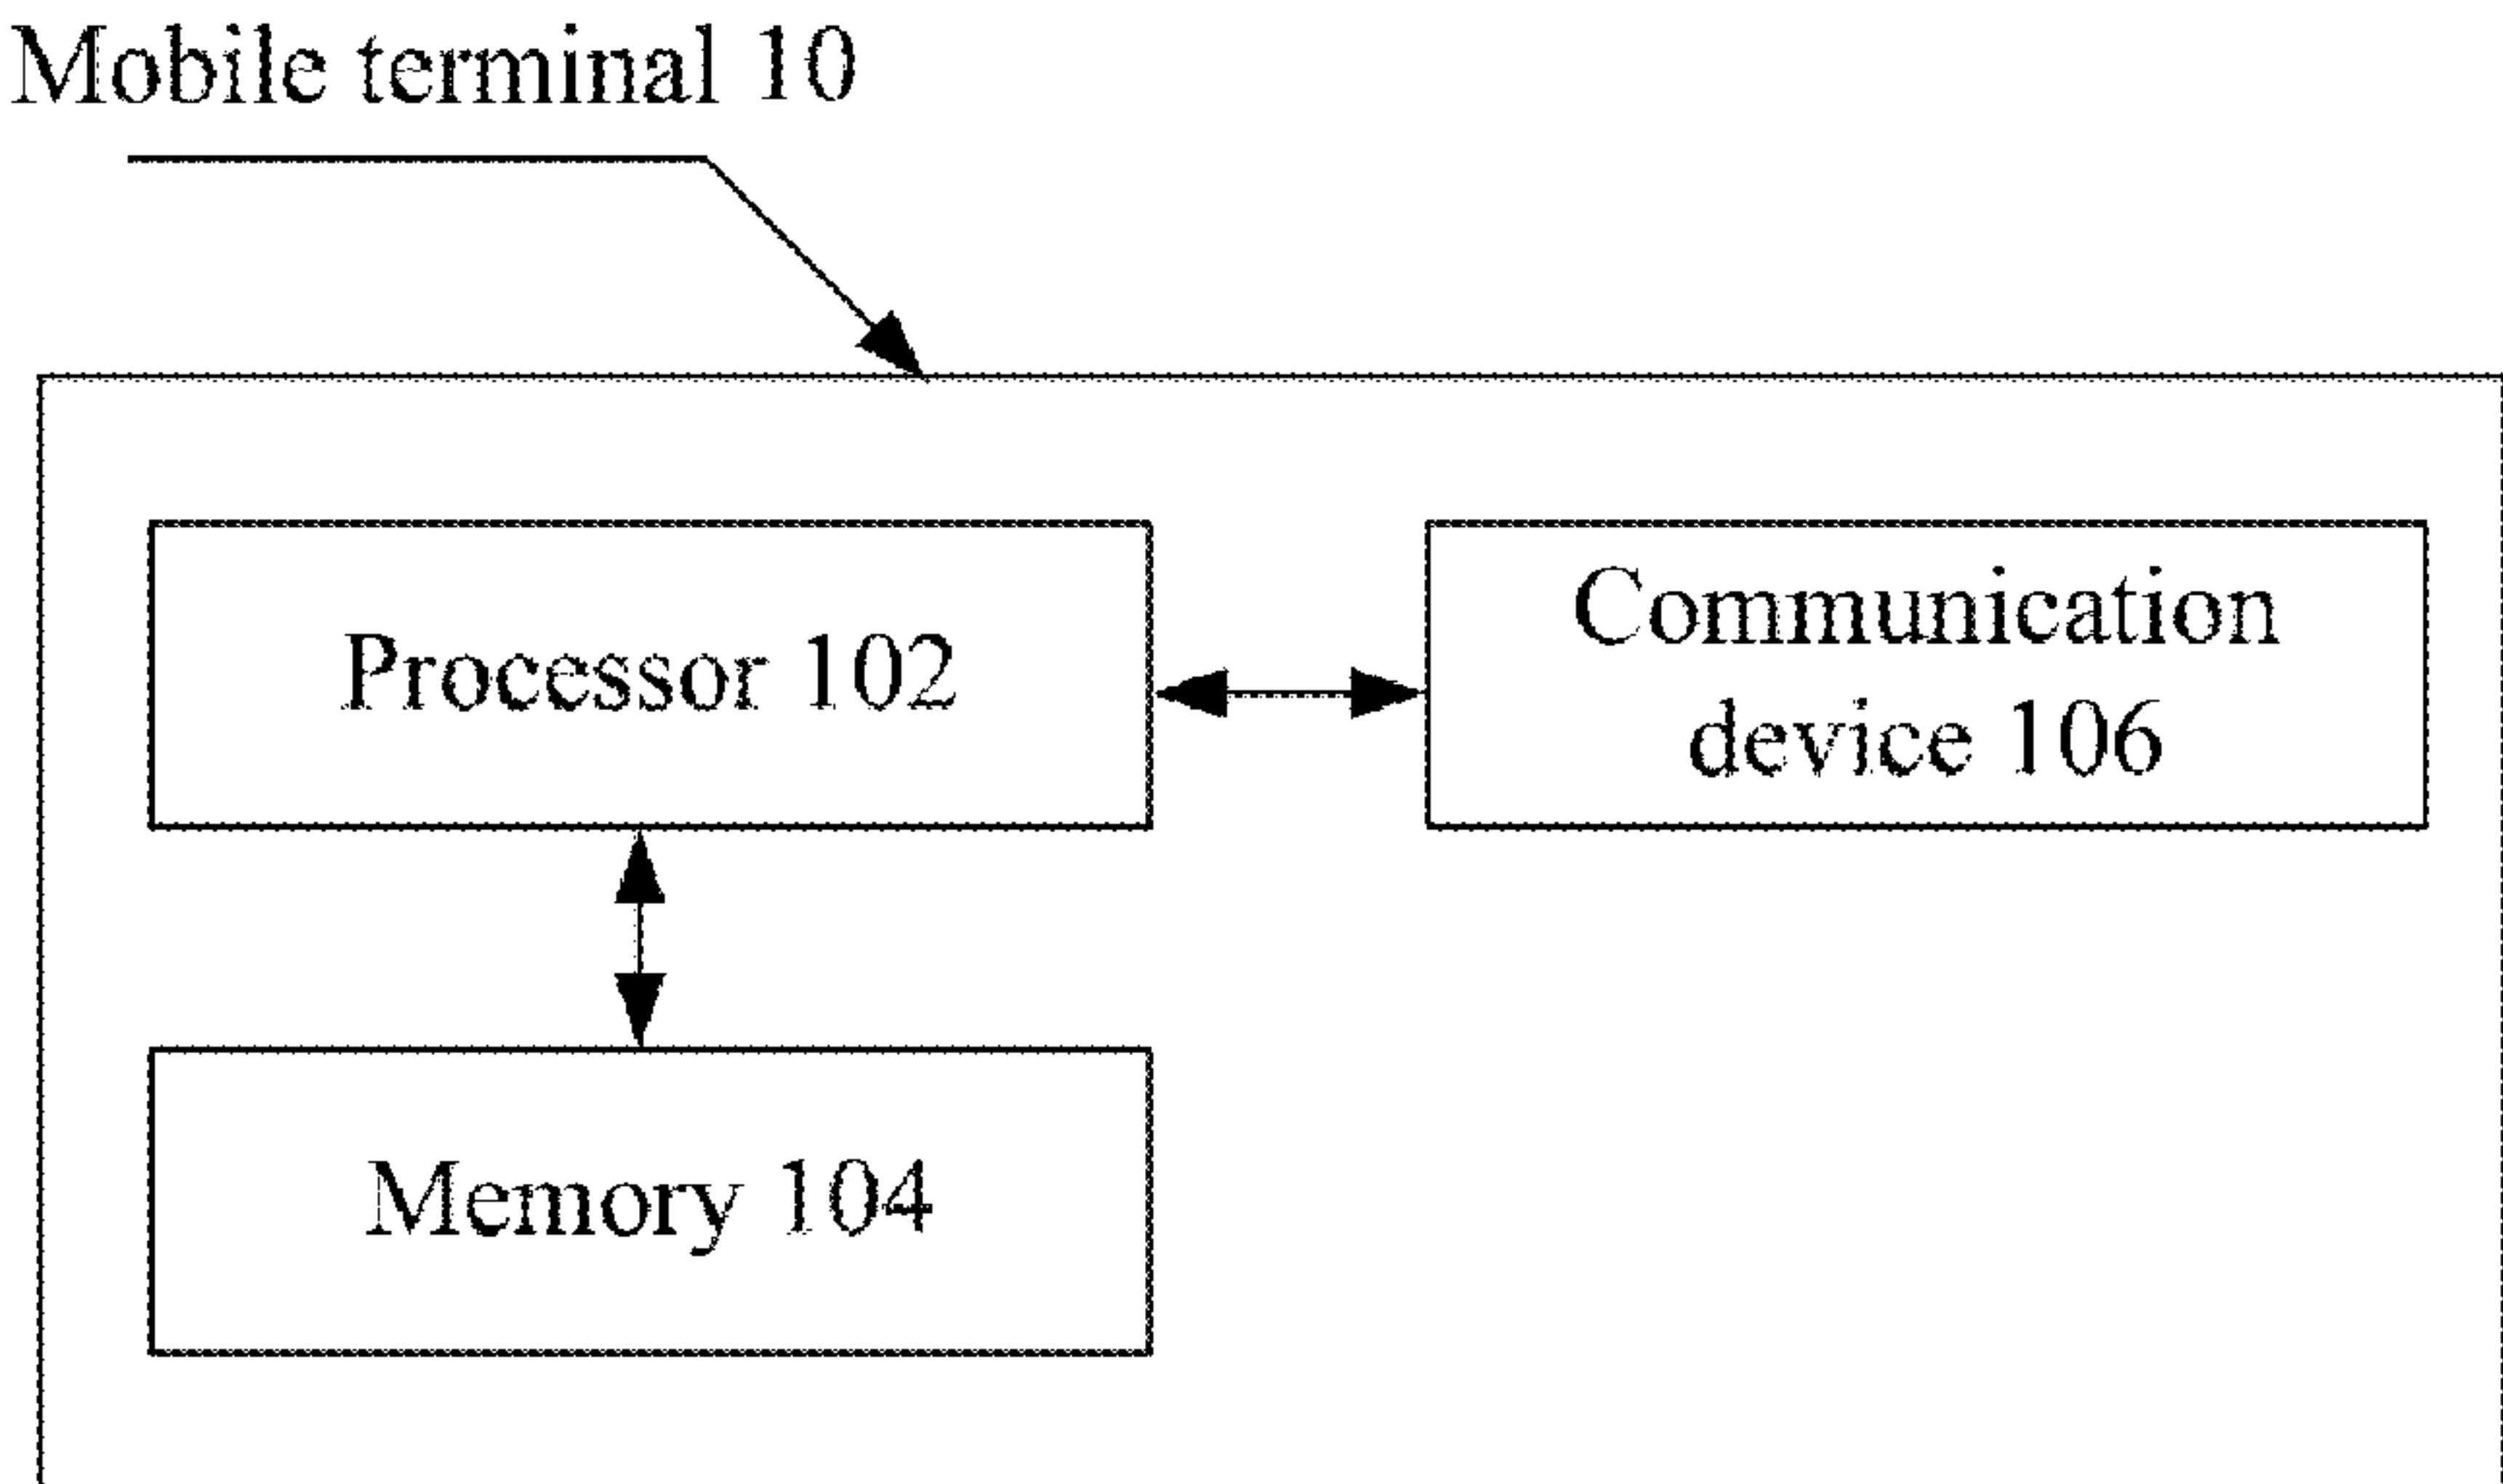 Mobile terminal 10
Processor 102
Communication
device 106
Memory 104